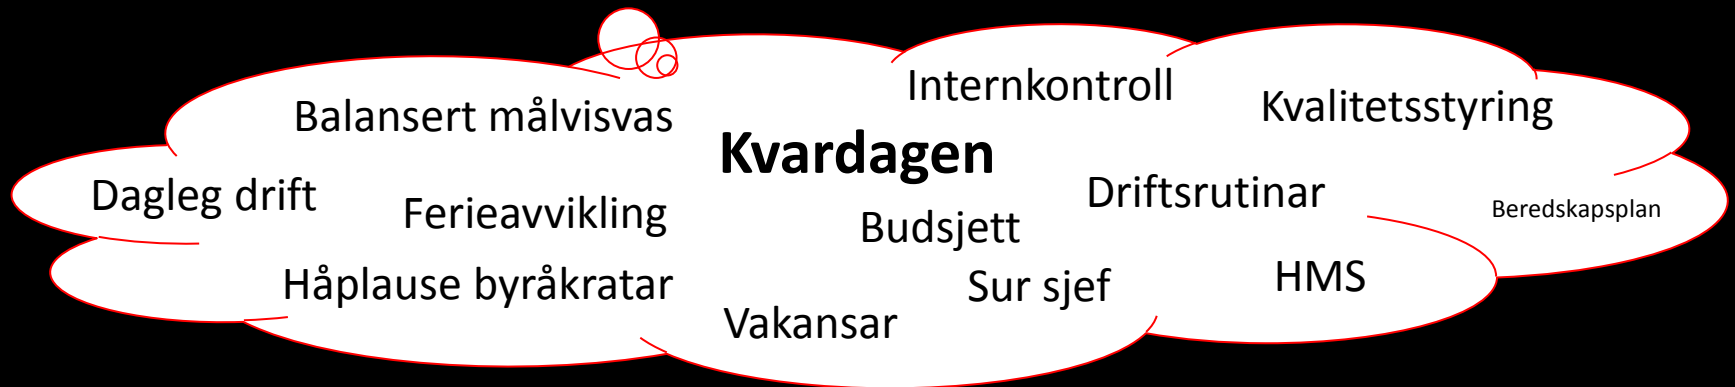 Internkontroll
Kvalitetsstyring
Balansert målvisvas
Kvardagen
Dagleg drift
Ferieavvikling
Driftsrutinar
Beredskapsplan
Budsjett
Håplause byråkratar
Sur sjef
HMS
Vakansar